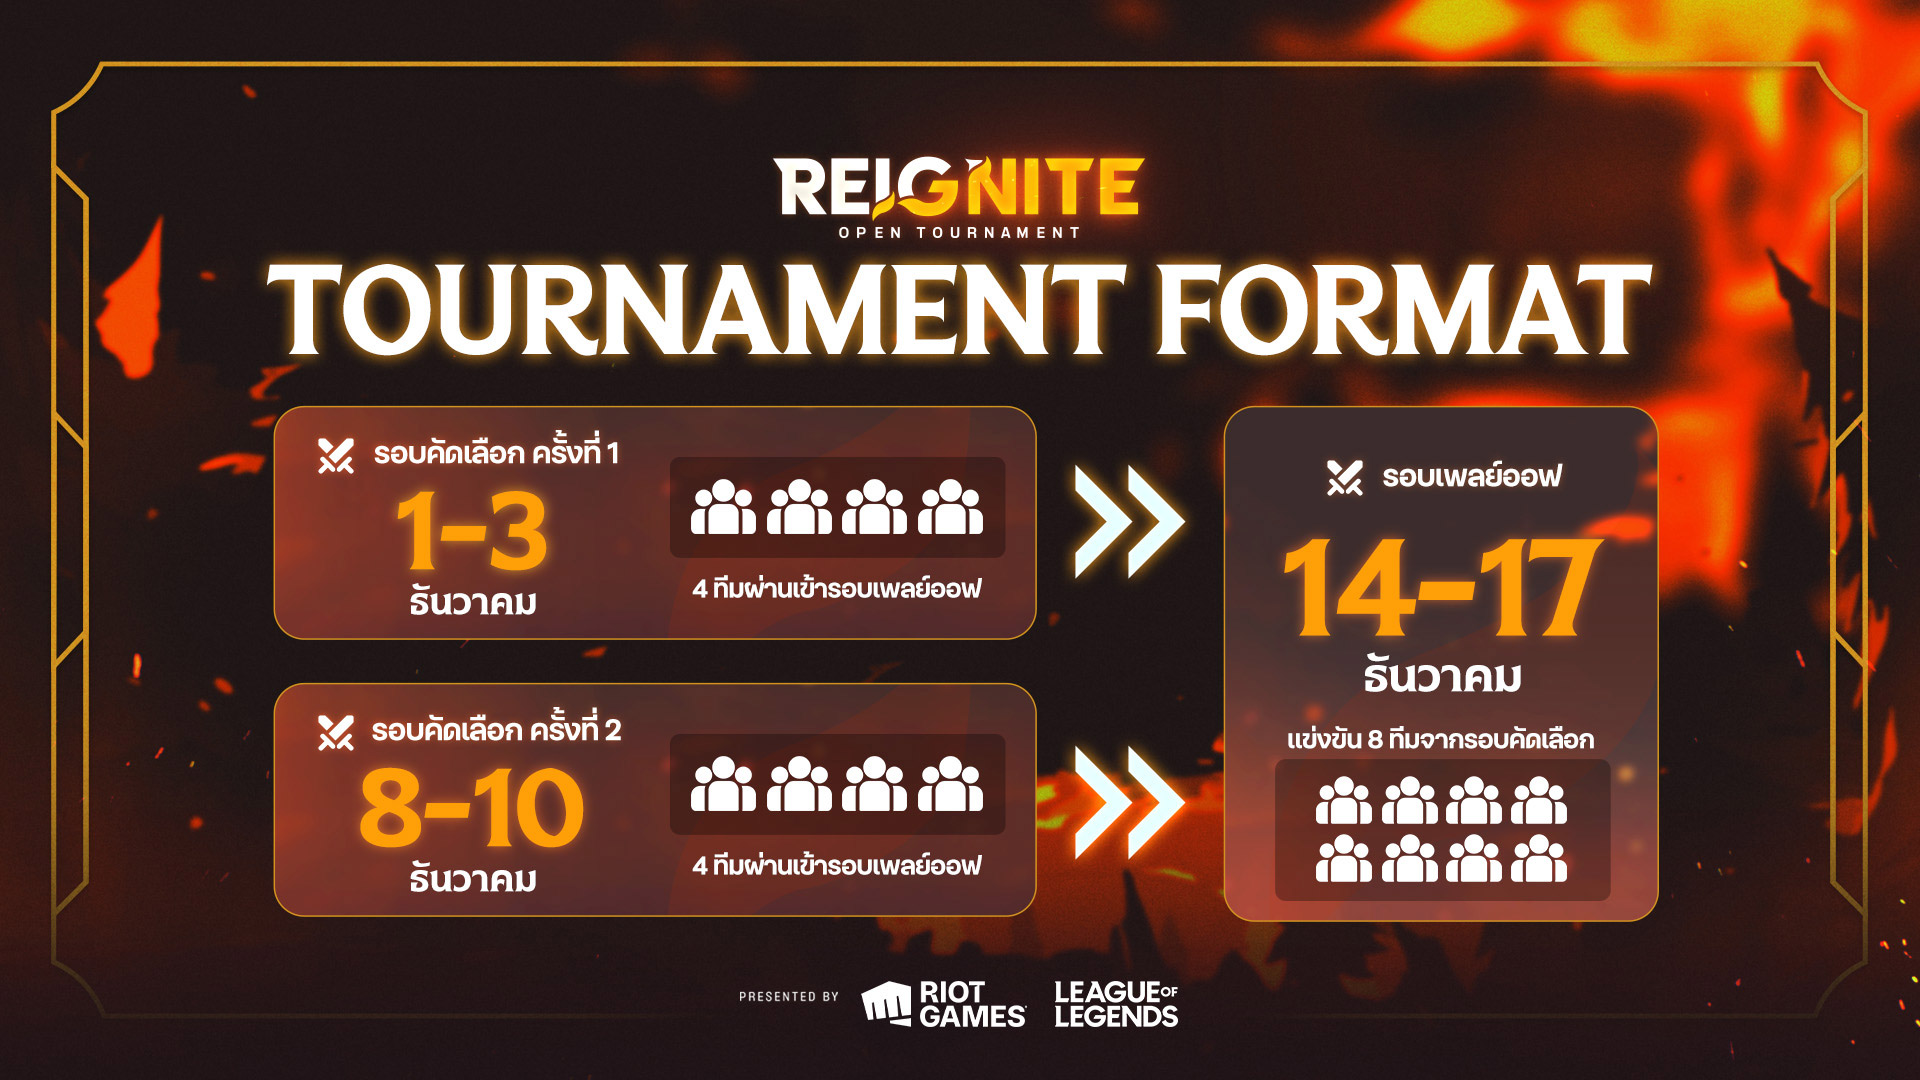 REIGNITE
OPEN TOURNAMENT
TOURNAMENT FORMAT
รอบคัดเลือก ครั้งที่ 1
1-3
ธันวาคม
4 ทีมผ่านเข้ารอบเพลย์ออฟ
รอบคัดเลือก ครั้งที่ 2
8-10
ธันวาคม
4 ทีมผ่านเข้ารอบเพลย์ออฟ
รอบเพลย์ออฟ
14-17
ธันวาคม
แข่งขัน 8 ทีมจากรอบคัดเลือก
PRESENTED BY
RIOT
GAMES
LEAGUE OF
LEGENDS